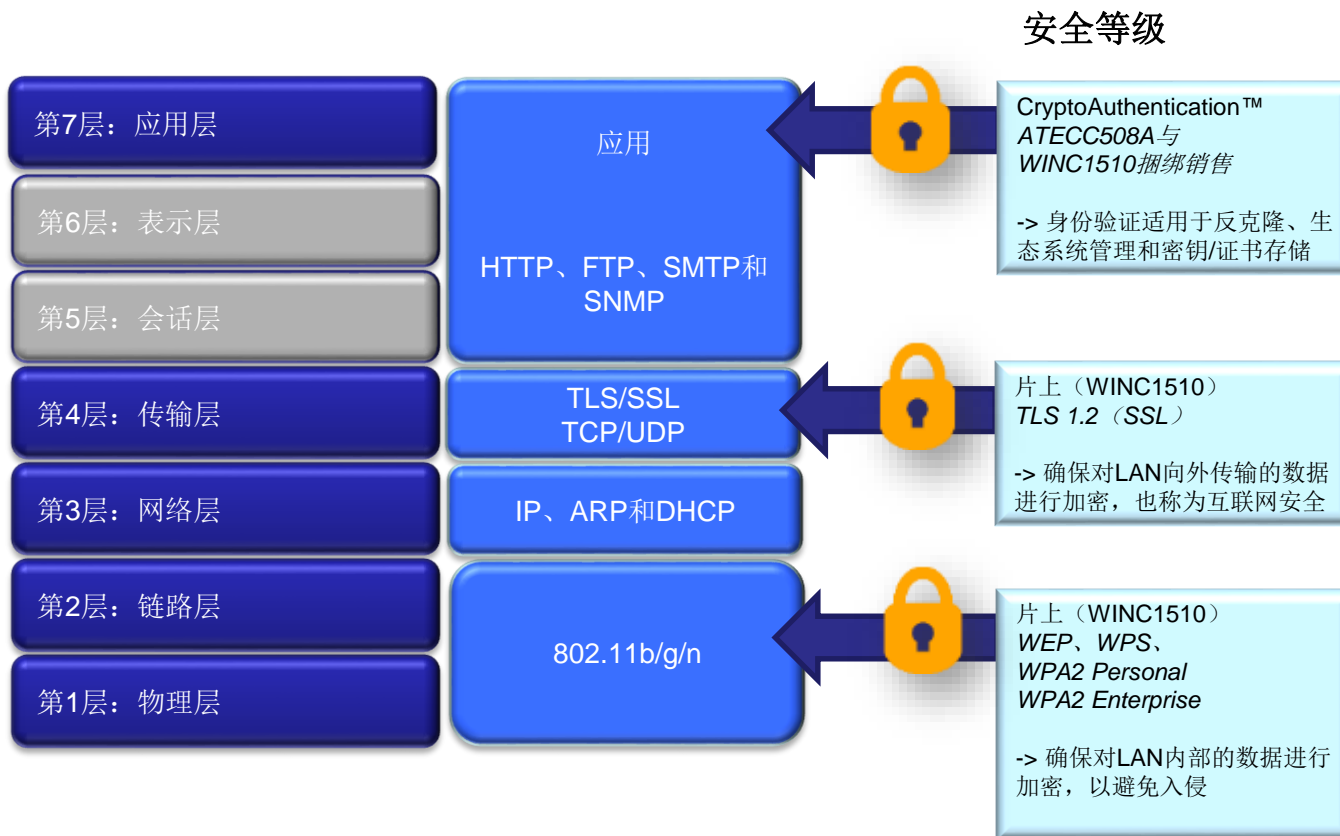 安全等级
第7层：应用层
第6层：表示层
第5层：会话层
第4层：传输层
第3层：网络层
第2层：链路层
第1层：物理层
应用
HTTP、FTP、SMTP和
SNMP
TLS/SSL
TCP/UDP
IP、ARP和DHCP
802.11b/g/n
CryptoAuthentication™
ATECC508A与
WINC1510捆绑销售
-> 身份验证适用于反克隆、生
态系统管理和密钥/证书存储
片上（WINC1510）
TLS 1.2（SSL）
-> 确保对LAN向外传输的数据
进行加密，也称为互联网安全
片上（WINC1510）
WEP、WPS、
WPA2 Personal
WPA2 Enterprise
-> 确保对LAN内部的数据进行
加密，以避免入侵